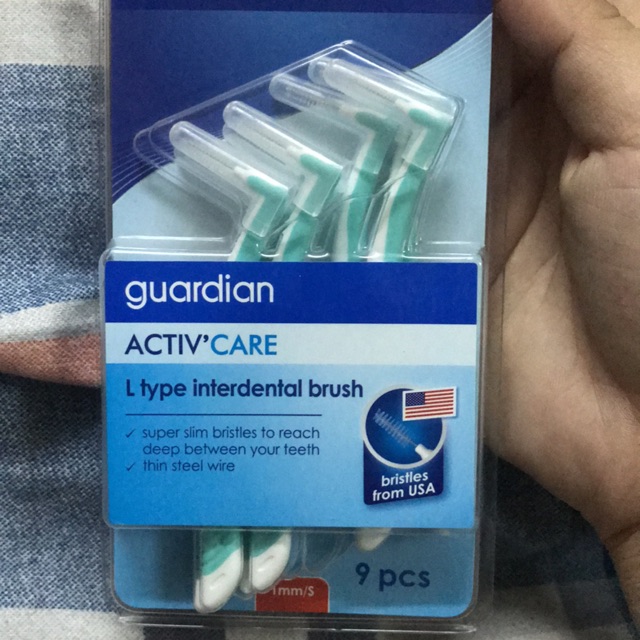 guardian
ACTIV'CARE
L type interdental brush
super slim bristles to reach
deep between your teeth
thin steel wire
bristles
from USA
1mm/S
9 pcs